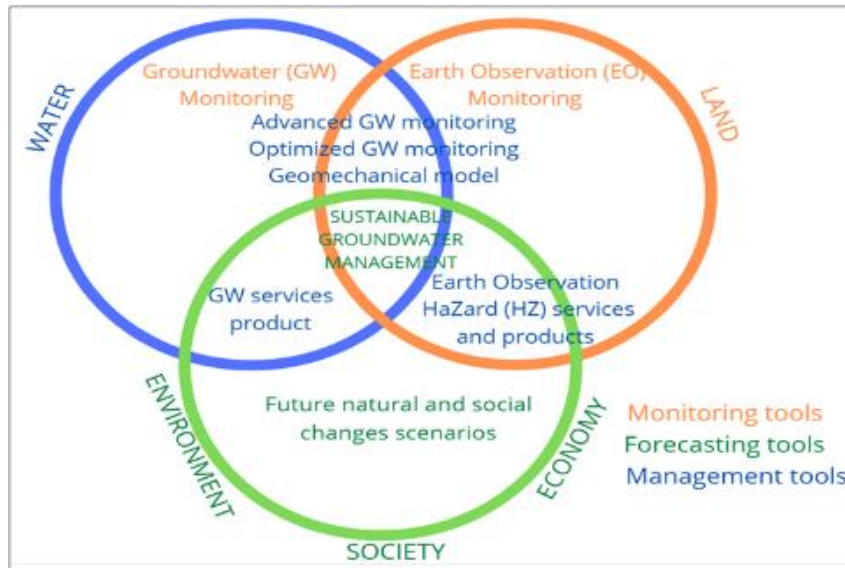 WATER
Groundwater (GW)
Monitoring
Earth Observation (EO)
Monitoring
LAND
Advanced GW monitoring
Optimized GW monitoring
Geomechanical model
SUSTAINABLE
GROUNDWATER
MANAGEMENT
GW services
product
Earth Observation
HaZard (HZ) services
and products
ENVIRONMENT
Future natural and social
changes scenarios
ECONOMY
SOCIETY
Monitoring tools
Forecasting tools
Management tools